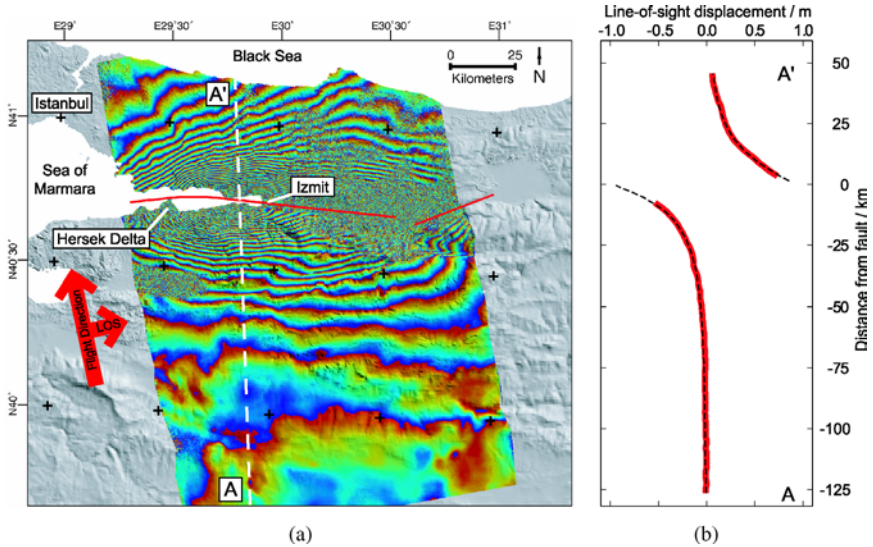 (a)
E29° E29°30' E30° E30°30' E31°
Black Sea
0 25
Kilometers
N
A'
Istanbul
N41°
Sea of
Marmara
Izmit
Hersek Delta
N40°30'
Flight Direction
LOS
N40°
A
(b)
Line-of-sight displacement / m
-1.0 -0.5 0.0 0.5 1.0
A'
50
25
0
-25
-50
-75
-100
-125
Distance from fault / km
A